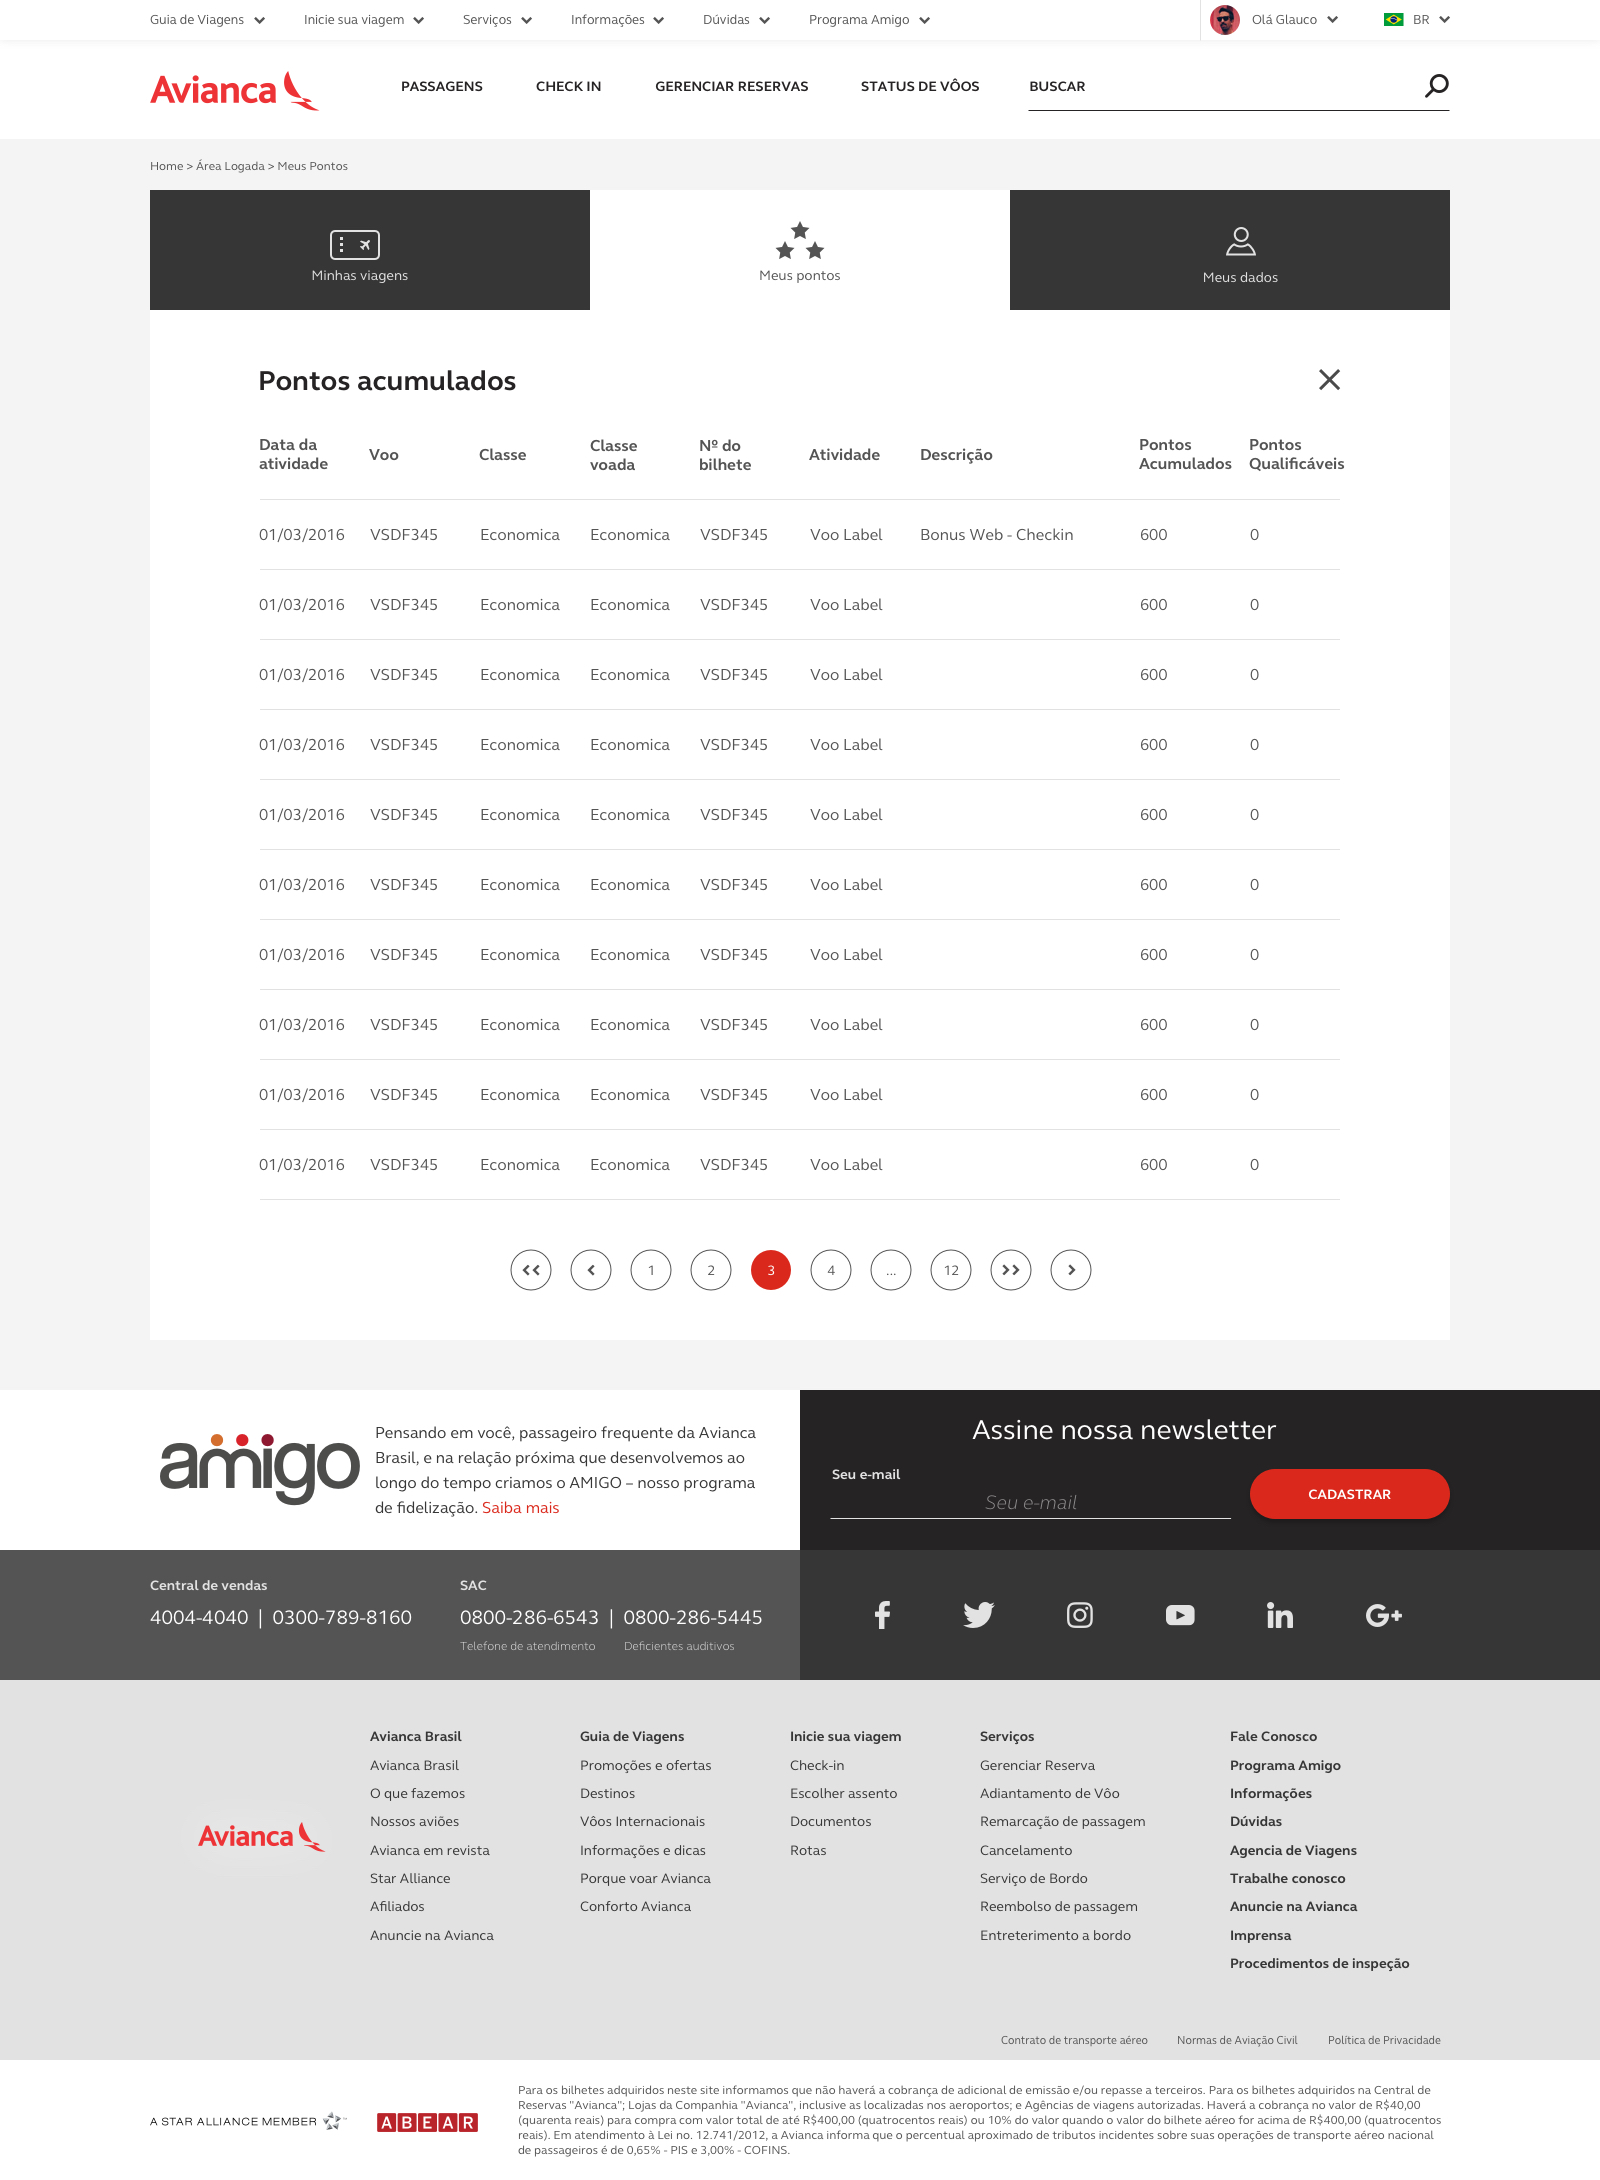 Guia de Viagens Inicie sua viagem Serviços Informações Dúvidas Programa Amigo Olá Glauco BR
Avianca PASSAGENS CHECK IN GERENCIAR RESERVAS STATUS DE VÔOS BUSCAR
Home > Área Logada > Meus Pontos
Minhas viagens Meus pontos Meus dados
Pontos acumulados
Data da atividade Voo Classe Classe voada Nº do bilhete Atividade Descrição Pontos Acumulados Pontos Qualificáveis
01/03/2016 VSDF345 Economica Economica VSDF345 Voo Label Bonus Web - Checkin 600 0
01/03/2016 VSDF345 Economica Economica VSDF345 Voo Label 600 0
01/03/2016 VSDF345 Economica Economica VSDF345 Voo Label 600 0
01/03/2016 VSDF345 Economica Economica VSDF345 Voo Label 600 0
01/03/2016 VSDF345 Economica Economica VSDF345 Voo Label 600 0
01/03/2016 VSDF345 Economica Economica VSDF345 Voo Label 600 0
01/03/2016 VSDF345 Economica Economica VSDF345 Voo Label 600 0
01/03/2016 VSDF345 Economica Economica VSDF345 Voo Label 600 0
01/03/2016 VSDF345 Economica Economica VSDF345 Voo Label 600 0
01/03/2016 VSDF345 Economica Economica VSDF345 Voo Label 600 0
1 2 3 4 ... 12
amigo
Pensando em você, passageiro frequente da Avianca
Brasil, e na relação próxima que desenvolvemos ao
longo do tempo criamos o AMIGO – nosso programa
de fidelização. Saiba mais
Assine nossa newsletter
Seu e-mail
Seu e-mail
CADASTRAR
Central de vendas
4004-4040 | 0300-789-8160
SAC
0800-286-6543 | 0800-286-5445
Telefone de atendimento Deficientes auditivos
Avianca
Avianca Brasil
Avianca Brasil
O que fazemos
Nossos aviões
Avianca em revista
Star Alliance
Afiliados
Anuncie na Avianca
Guia de Viagens
Promoções e ofertas
Destinos
Vôos Internacionais
Informações e dicas
Porque voar Avianca
Conforto Avianca
Inicie sua viagem
Check-in
Escolher assento
Documentos
Rotas
Serviços
Gerenciar Reserva
Adiantamento de Vôo
Remarcação de passagem
Cancelamento
Serviço de Bordo
Reembolso de passagem
Entreterimento a bordo
Fale Conosco
Programa Amigo
Informações
Dúvidas
Agencia de Viagens
Trabalhe conosco
Anuncie na Avianca
Imprensa
Procedimentos de inspeção
Contrato de transporte aéreo Normas de Aviação Civil Política de Privacidade
A STAR ALLIANCE MEMBER
ABEAR
Para os bilhetes adquiridos neste site informamos que não haverá a cobrança de adicional de emissão e/ou repasse a terceiros. Para os bilhetes adquiridos na Central de
Reservas "Avianca"; Lojas da Companhia "Avianca", inclusive as localizadas nos aeroportos; e Agências de viagens autorizadas. Haverá a cobrança no valor de R$40,00
(quarenta reais) para compra com valor total de até R$400,00 (quatrocentos reais) ou 10% do valor quando o valor do bilhete aéreo for acima de R$400,00 (quatrocentos
reais). Em atendimento à Lei no. 12.741/2012, a Avianca informa que o percentual aproximado de tributos incidentes sobre suas operações de transporte aéreo nacional
de passageiros é de 0,65% - PIS e 3,00% - COFINS.